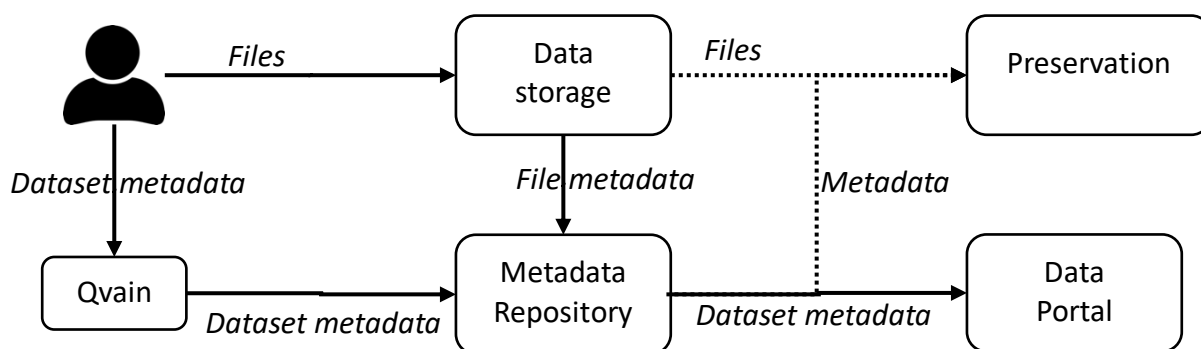 Files
Data
storage
Files
Preservation
Dataset metadata
File metadata
Metadata
Qvain
Dataset metadata
Metadata
Repository
Dataset metadata
Data
Portal